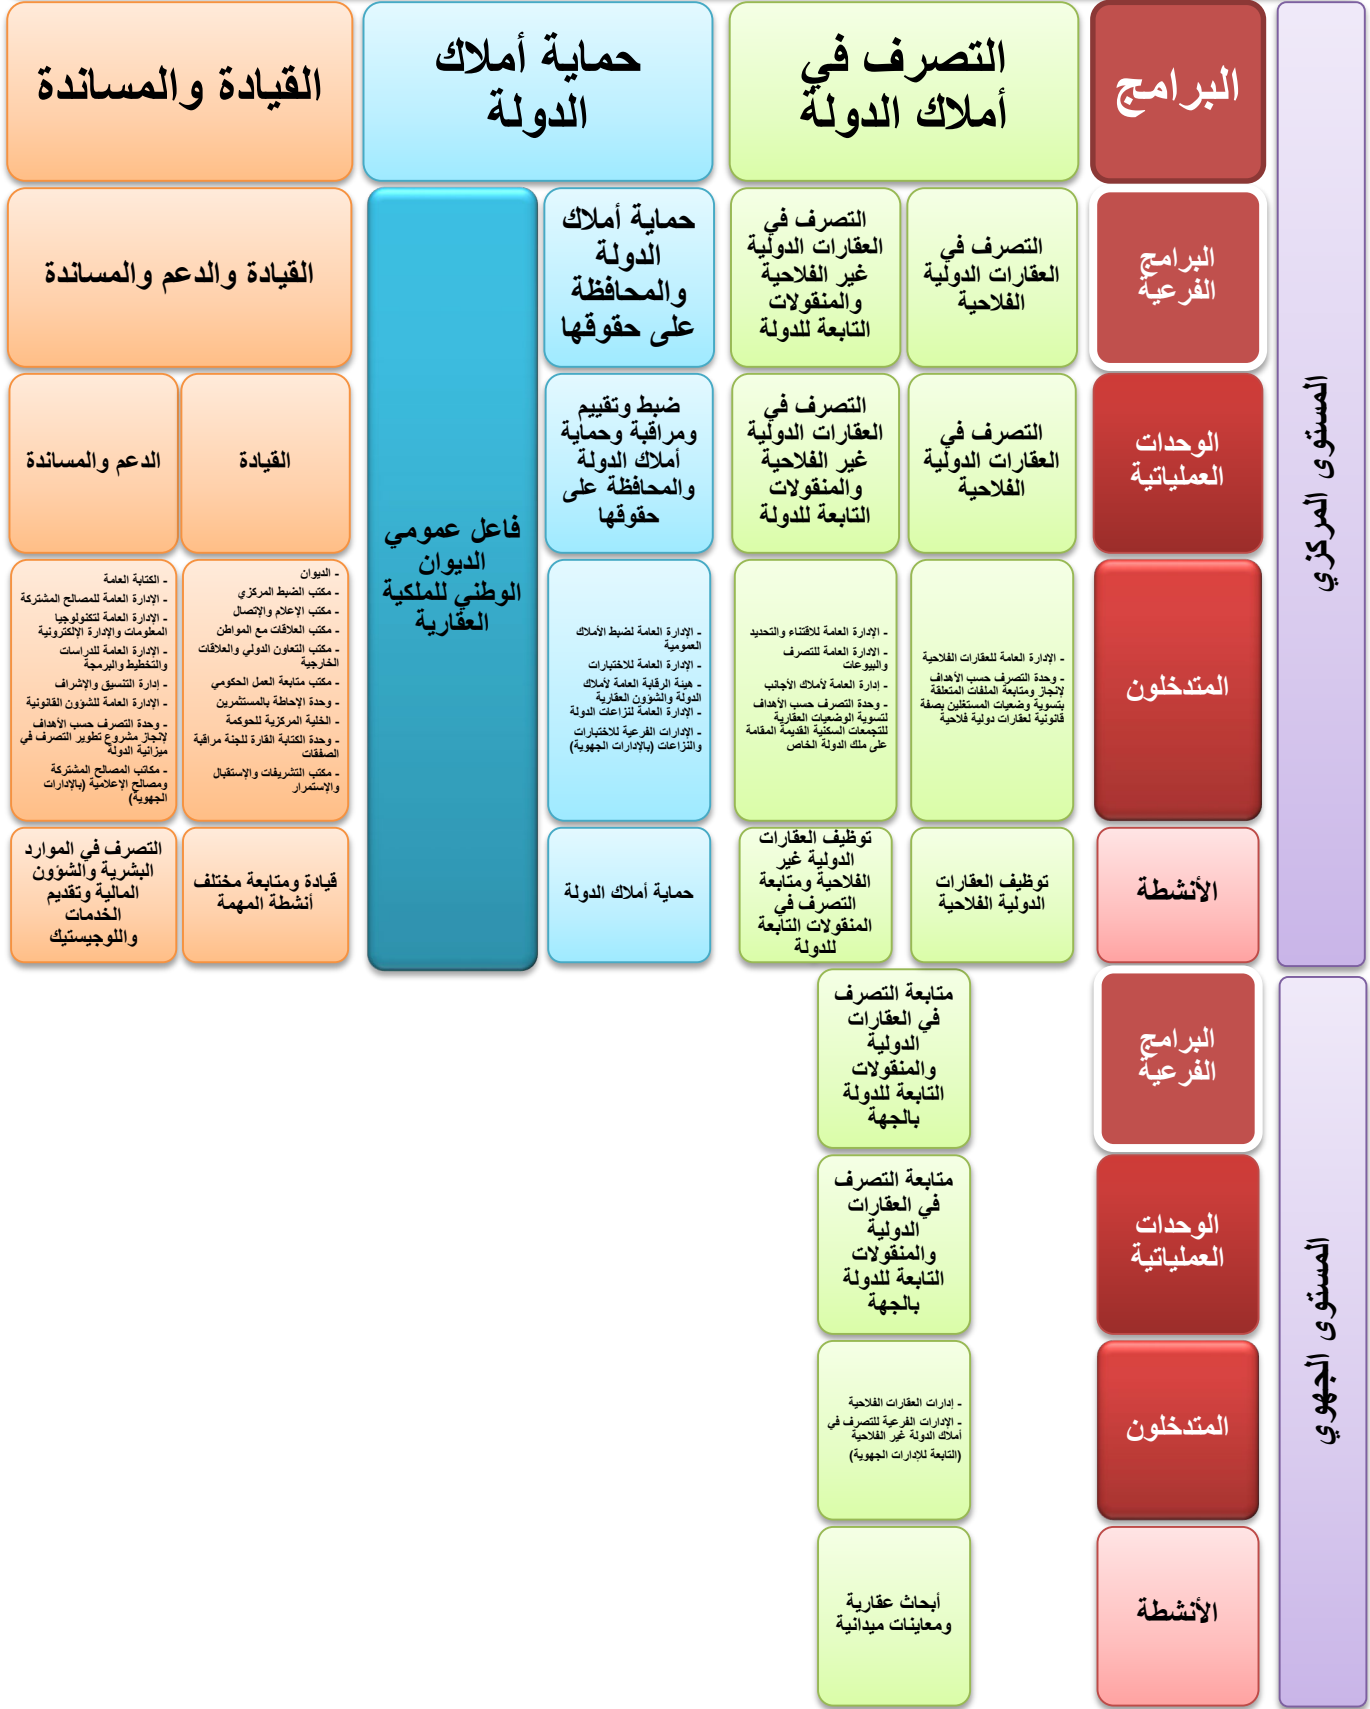 المستوى المركزي
البرامج
التصرف في
أملاك الدولة
حماية أملاك
الدولة
القيادة والمساندة
البرامج
الفرعية
التصرف في
العقارات الدولية
الفلاحية
التصرف في
العقارات الدولية
غير الفلاحية
والمنقولات
التابعة للدولة
حماية أملاك
الدولة
والمحافظة
على حقوقها
فاعل عمومي
الديوان
الوطني للملكية
العقارية
القيادة والدعم والمساندة
الوحدات
العملياتية
التصرف في
العقارات الدولية
الفلاحية
التصرف في
العقارات الدولية
غير الفلاحية
والمنقولات
التابعة للدولة
ضبط وتقييم
ومراقبة وحماية
أملاك الدولة
والمحافظة على
حقوقها
القيادة
الدعم والمساندة
المتدخلون
- الإدارة العامة للعقارات الفلاحية
- وحدة التصرف حسب الأهداف
لإنجاز ومتابعة الملفات المتعلقة
بتسوية وضعيات المستغلين بصفة
قانونية لعقارات دولية فلاحية
- الإدارة العامة للاقتناء والتحديد
- الادارة العامة للتصرف
والبيوعات
- إدارة العامة لأملاك الأجانب
- وحدة التصرف حسب الأهداف
لتسوية الوضعيات العقارية
للتجمعات السكنية القديمة المقامة
على ملك الدولة الخاص
- الإدارة العامة لضبط الأملاك
العمومية
- الإدارة العامة للاختبارات
- هيئة الرقابة العامة لأملاك
الدولة والشؤون العقارية
- الإدارة العامة لنزاعات الدولة
- الإدارات الفرعية للاختبارات
والنزاعات (بالإدارات الجهوية)
- الديوان
- مكتب الضبط المركزي
- مكتب الإعلام والإتصال
- مكتب العلاقات مع المواطن
- مكتب التعاون الدولي والعلاقات
الخارجية
- مكتب متابعة العمل الحكومي
- وحدة الإحاطة بالمستثمرين
- الخلية المركزية للحوكمة
- وحدة الكتابة القارة للجنة مراقبة
الصفقات
- مكتب التشريفات والإستقبال
والإستمرار
- الكتابة العامة
- الإدارة العامة للمصالح المشتركة
- الإدارة العامة لتكنولوجيا
المعلومات والإدارة الإلكترونية
- الإدارة العامة للدراسات
والتخطيط والبرمجة
- إدارة التنسيق والإشراف
- الإدارة العامة للشؤون القانونية
- وحدة التصرف حسب الأهداف
لإنجاز مشروع تطوير التصرف في
ميزانية الدولة
- مكاتب المصالح المشتركة
ومصالح الإعلامية (بالإدارات
الجهوية)
الأنشطة
توظيف العقارات
الدولية الفلاحية
توظيف العقارات
الدولية غير
الفلاحية ومتابعة
التصرف في
المنقولات التابعة
للدولة
حماية أملاك الدولة
قيادة ومتابعة مختلف
أنشطة المهمة
التصرف في الموارد
البشرية والشؤون
المالية وتقديم
الخدمات
واللوجيستيك
المستوى الجهوي
البرامج
الفرعية
متابعة التصرف
في العقارات
الدولية
والمنقولات
التابعة للدولة
بالجهة
الوحدات
العملياتية
متابعة التصرف
في العقارات
الدولية
والمنقولات
التابعة للدولة
بالجهة
المتدخلون
- إدارات العقارات الفلاحية
- الإدارات الفرعية للتصرف في
أملاك الدولة غير الفلاحية
(التابعة للإدارات الجهوية)
الأنشطة
أبحاث عقارية
ومعاينات ميدانية